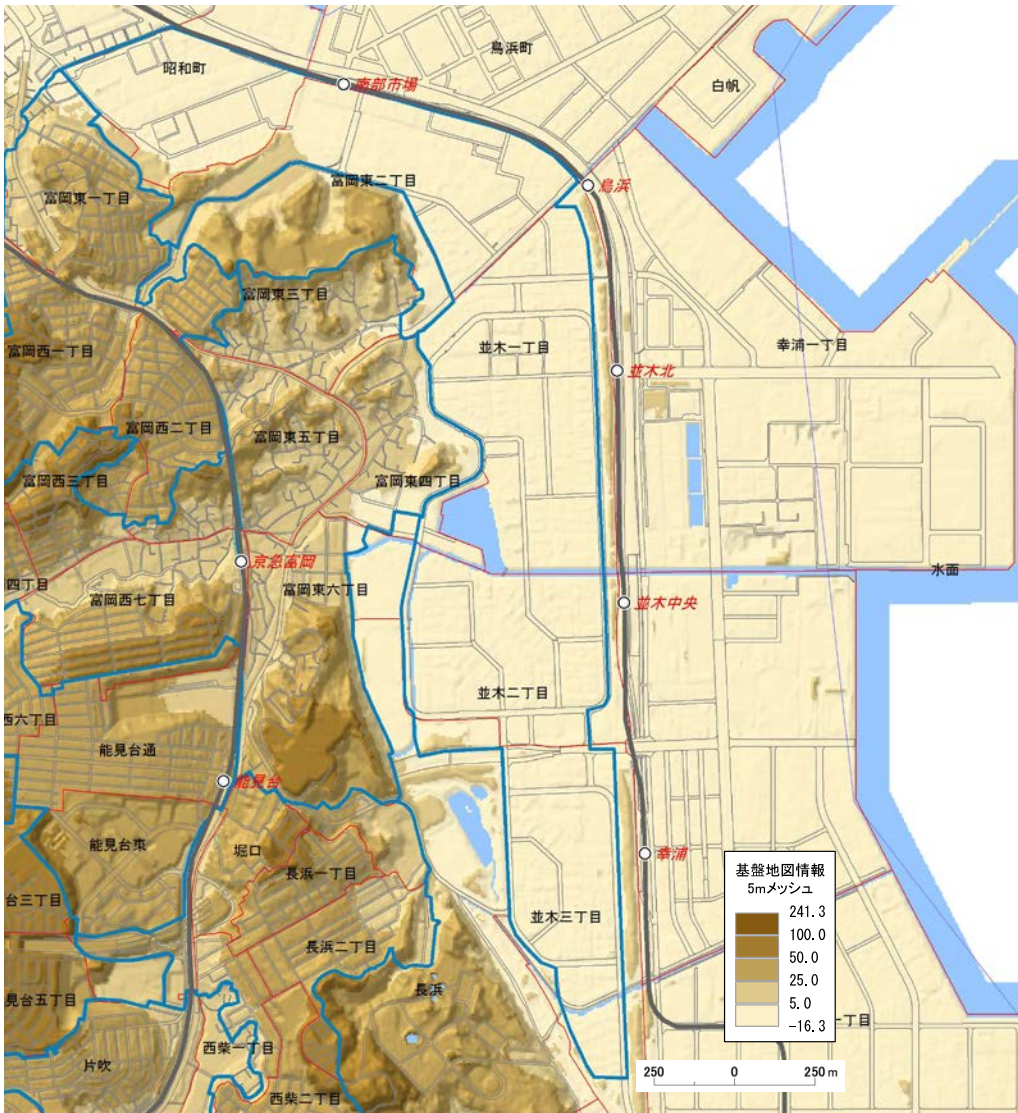 鳥浜町
昭和町
白帆
南部市場
富岡東二丁目
鳥浜
富岡東一丁目
富岡東三丁目
並木一丁目
幸浦一丁目
富岡西一丁目
並木北
富岡西二丁目
富岡東五丁目
富岡西三丁目
富岡東四丁目
京急富岡
水面
四丁目
富岡東六丁目
富岡西七丁目
並木中央
並木二丁目
西六丁目
能見台通
能見台
能見台東
堀口
幸浦
長浜一丁目
台三丁目
並木三丁目
長浜二丁目
長浜
見台五丁目
一丁目
西柴一丁目
片吹
西柴二丁目
基盤地図情報
5mメッシュ
241.3
100.0
50.0
25.0
5.0
-16.3
250 0 250 m